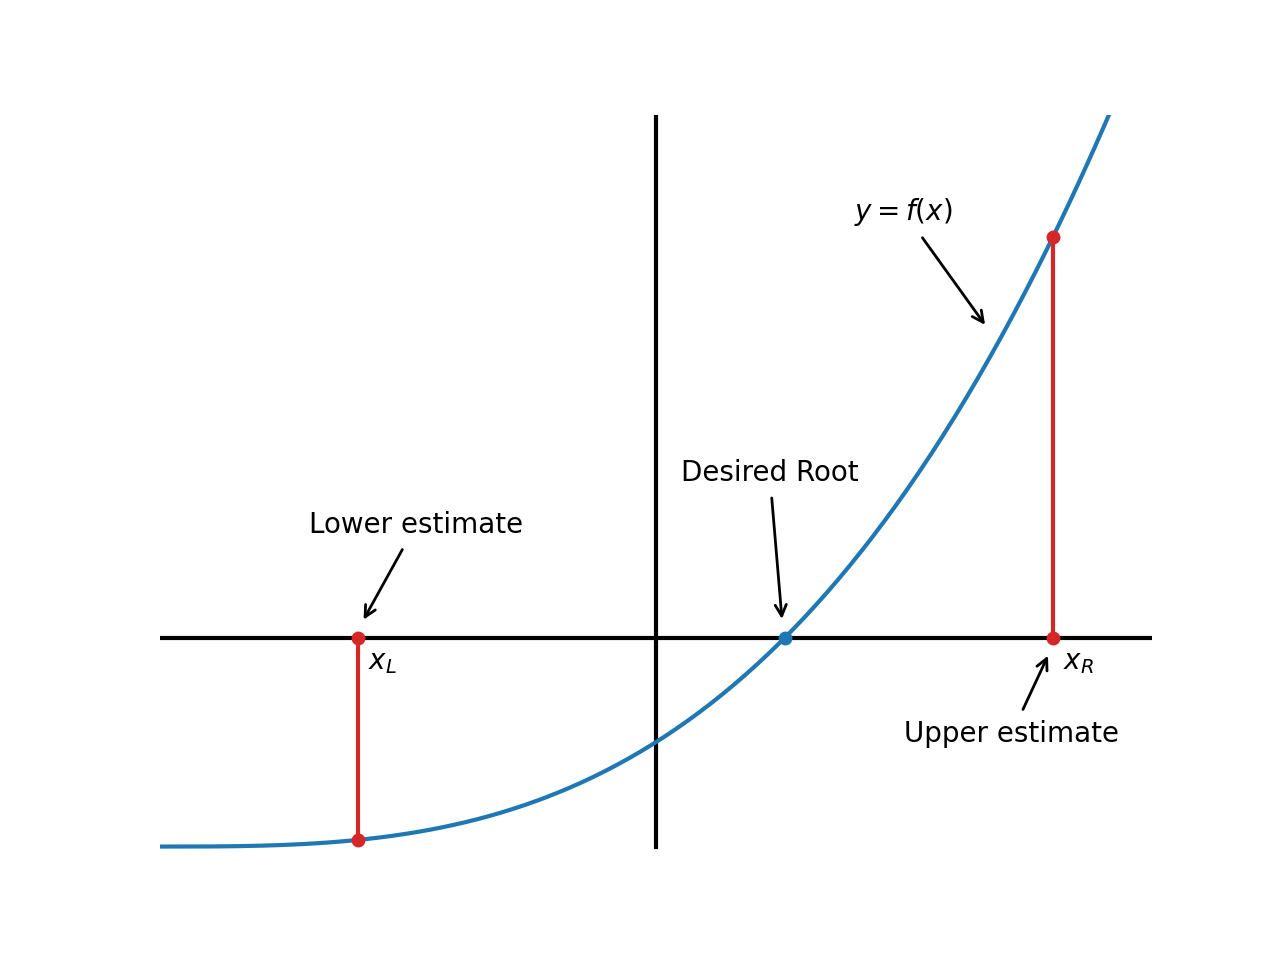 y = f(x)
Desired Root
Lower estimate
x_L
x_R
Upper estimate